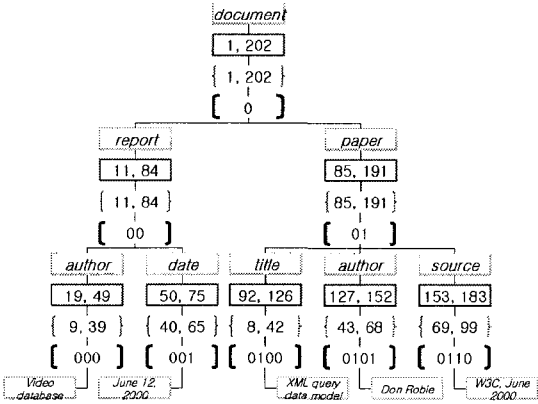 document
1, 202
{ 1, 202 }
[ 0 ]
report paper
11, 84 85, 191
{ 11, 84 } { 85, 191 }
[ 00 ] [ 01 ]
author date title author source
19, 49 50, 75 92, 126 127, 152 153, 183
{ 9, 39 } { 40, 65 } { 8, 42 } { 43, 68 } { 69, 99 }
[ 000 ] [ 001 ] [ 0100 ] [ 0101 ] [ 0110 ]
Video database
June 12, 2000
XML query data model
Don Robie
W3C, June 2000